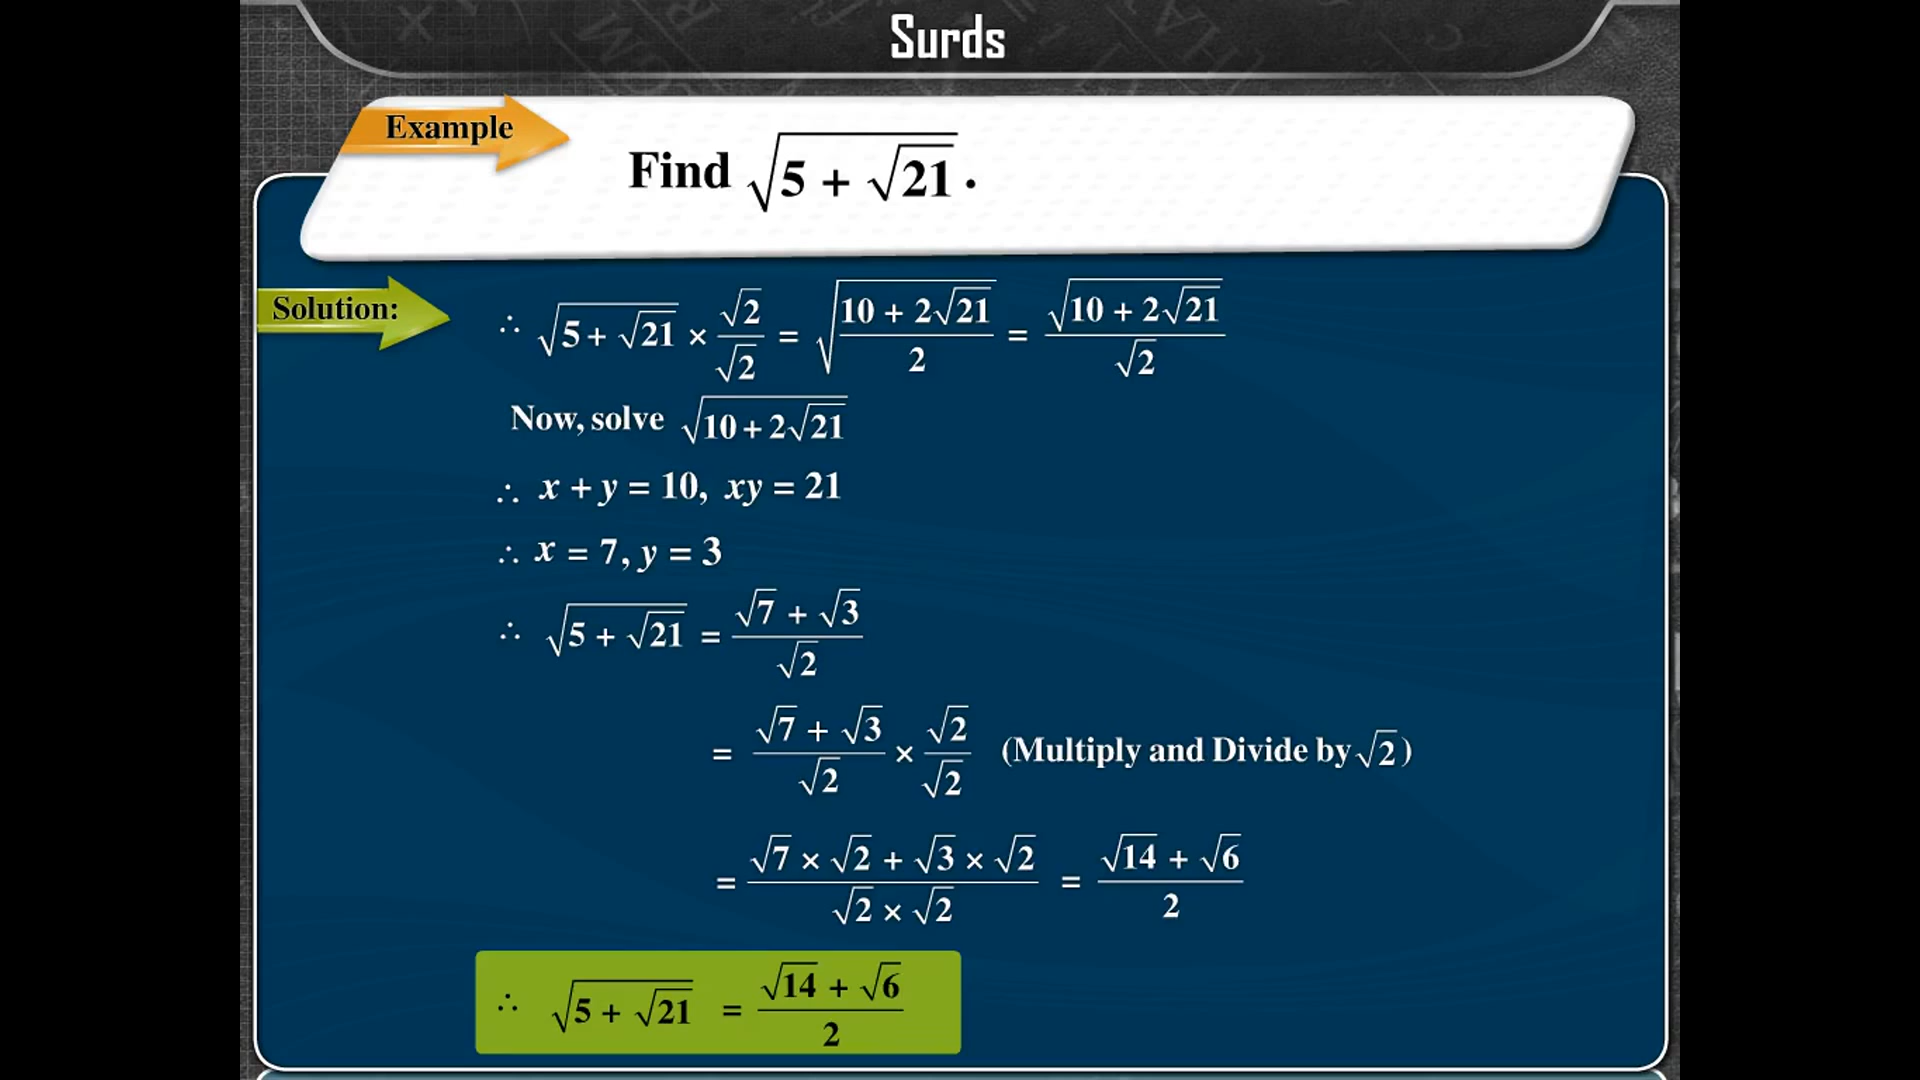 Surds
Example
Find √(5 + √21) .
Solution:
∴ √(5 + √21) × √2/√2 = √((10 + 2√21)/2) = √(10 + 2√21)/√2
Now, solve √(10 + 2√21)
∴ x + y = 10, xy = 21
∴ x = 7, y = 3
∴ √(5 + √21) = (√7 + √3)/√2
= (√7 + √3)/√2 × √2/√2 (Multiply and Divide by √2)
= (√7 × √2 + √3 × √2)/(√2 × √2) = (√14 + √6)/2
∴ √(5 + √21) = (√14 + √6)/2